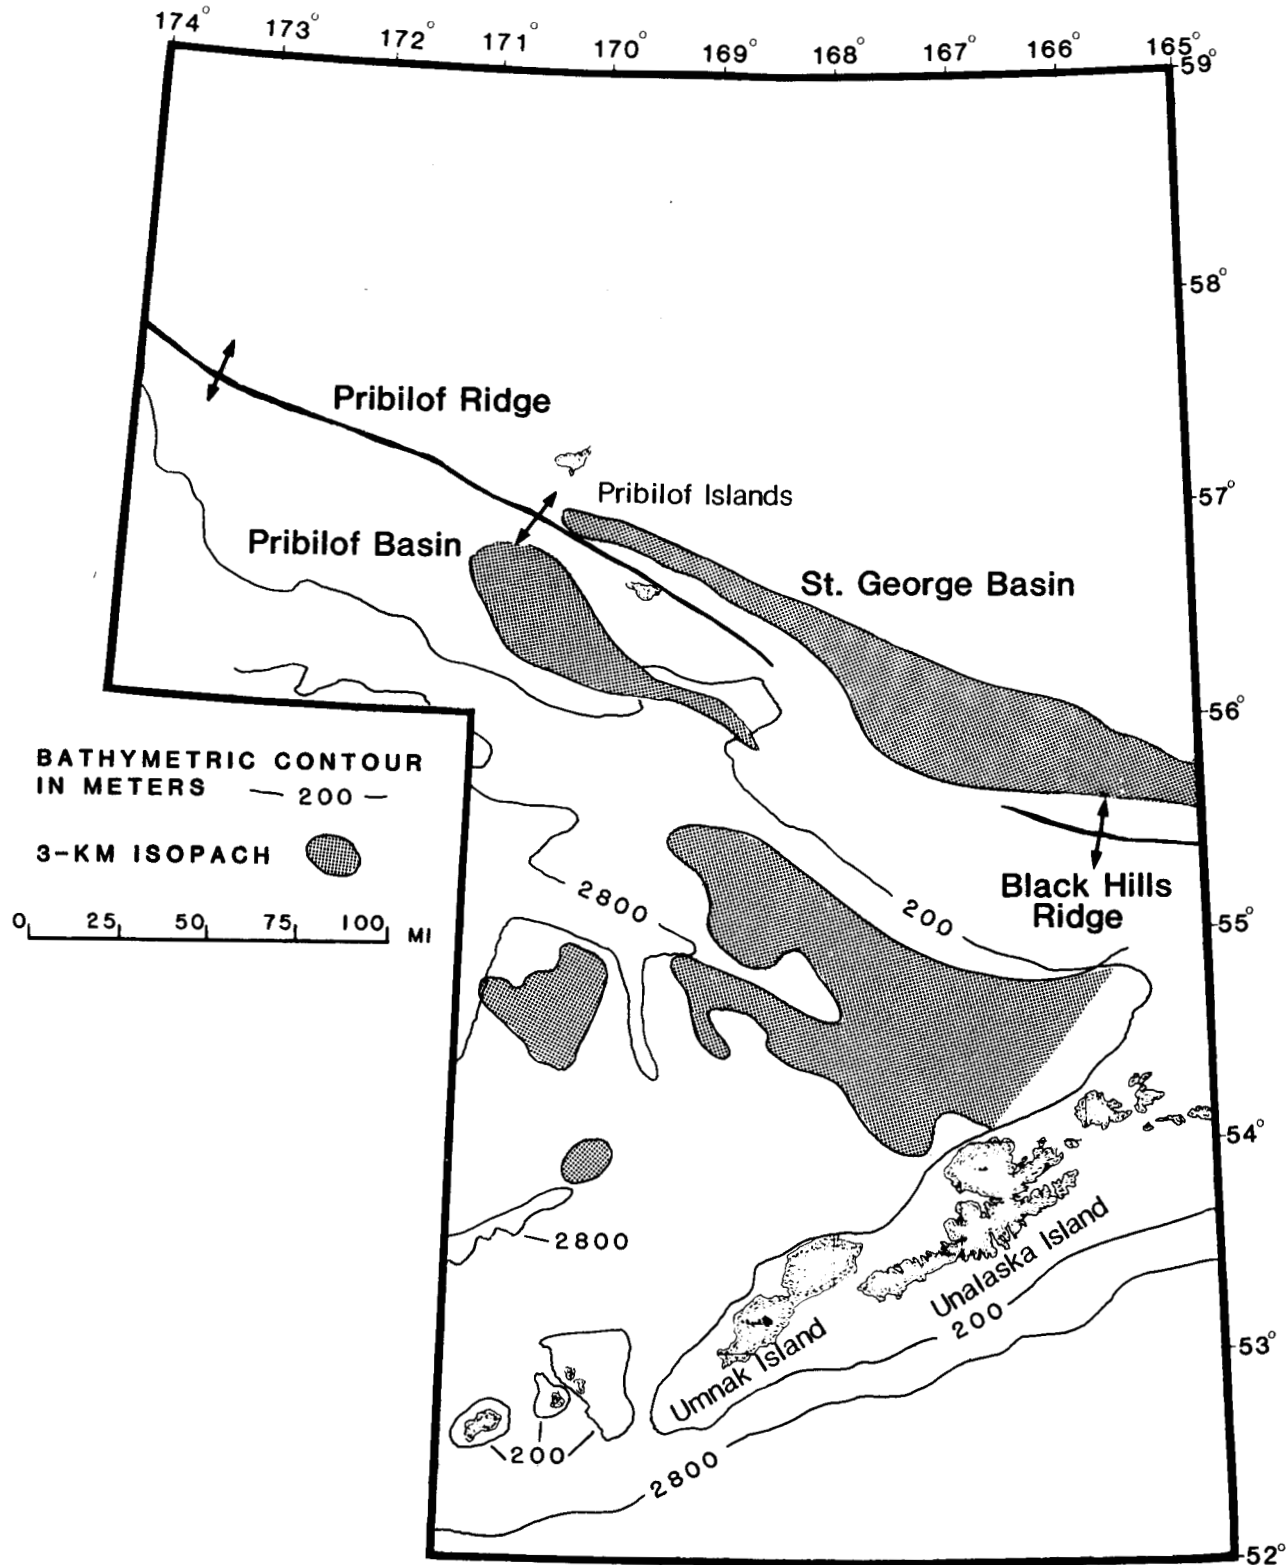 174° 173° 172° 171° 170° 169° 168° 167° 166° 165°
59°
58°
Pribilof Ridge
57°
Pribilof Islands
Pribilof Basin
St. George Basin
56°
BATHYMETRIC CONTOUR
IN METERS — 200 —
3-KM ISOPACH
0 25 50 75 100 MI
2800
200
Black Hills
Ridge
55°
54°
2800
Unalaska Island
200
53°
Umnak Island
200
2800
52°